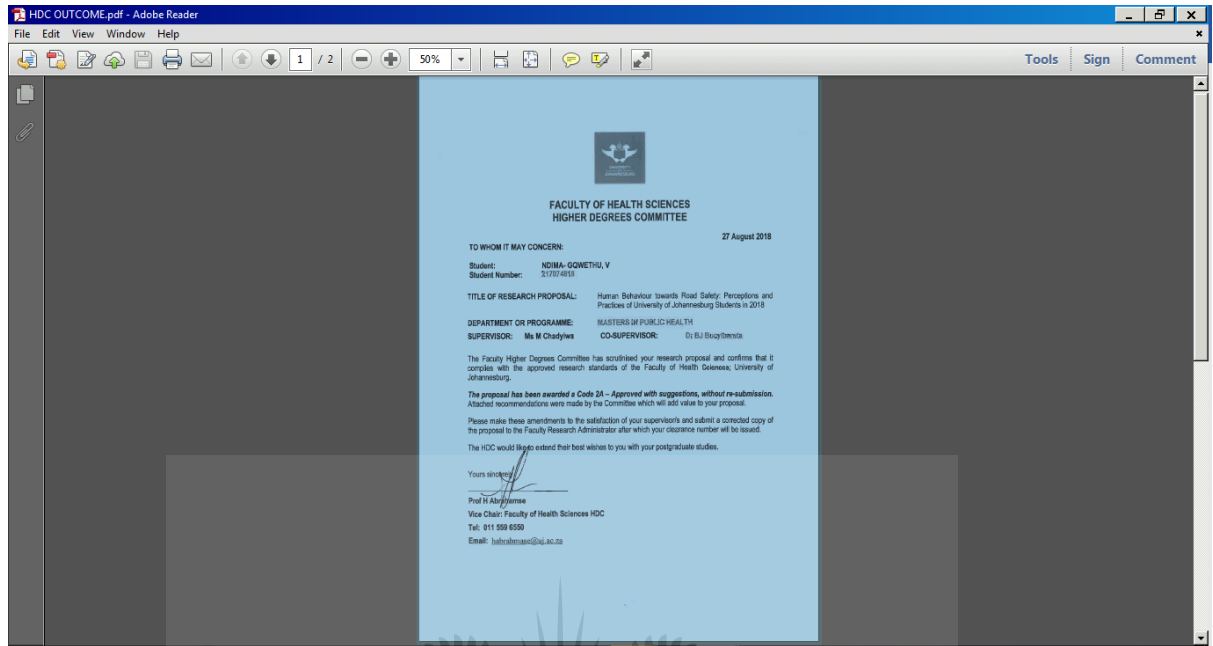 HDC OUTCOME.pdf - Adobe Reader
File Edit View Window Help
1 / 2 50% Tools Sign Comment
UNIVERSITY
JOHANNESBURG
FACULTY OF HEALTH SCIENCES
HIGHER DEGREES COMMITTEE
27 August 2018
TO WHOM IT MAY CONCERN:
Student: NDIMA- GQWETHU, V
Student Number: 217074818
TITLE OF RESEARCH PROPOSAL: Human Behaviour towards Road Safety: Perceptions and
Practices of University of Johannesburg Students in 2018
DEPARTMENT OR PROGRAMME: MASTERS IN PUBLIC HEALTH
SUPERVISOR: Ms M Chadyiwa CO-SUPERVISOR: Dr BJ
The Faculty Higher Degrees Committee has scrutinised your research proposal and confirms that it
complies with the approved research standards of the Faculty of Health Sciences; University of
Johannesburg.
The proposal has been awarded a Code 2A – Approved with suggestions, without re-submission.
Attached recommendations were made by the Committee which will add value to your proposal.
Please make these amendments to the satisfaction of your supervisor/s and submit a corrected copy of
the proposal to the Faculty Research Administrator after which your clearance number will be issued.
The HDC would like to extend their best wishes to you with your postgraduate studies.
Yours sincerely
Prof H Abrahamse
Vice Chair: Faculty of Health Sciences HDC
Tel: 011 559 6550
Email: habrahmase@uj.ac.za